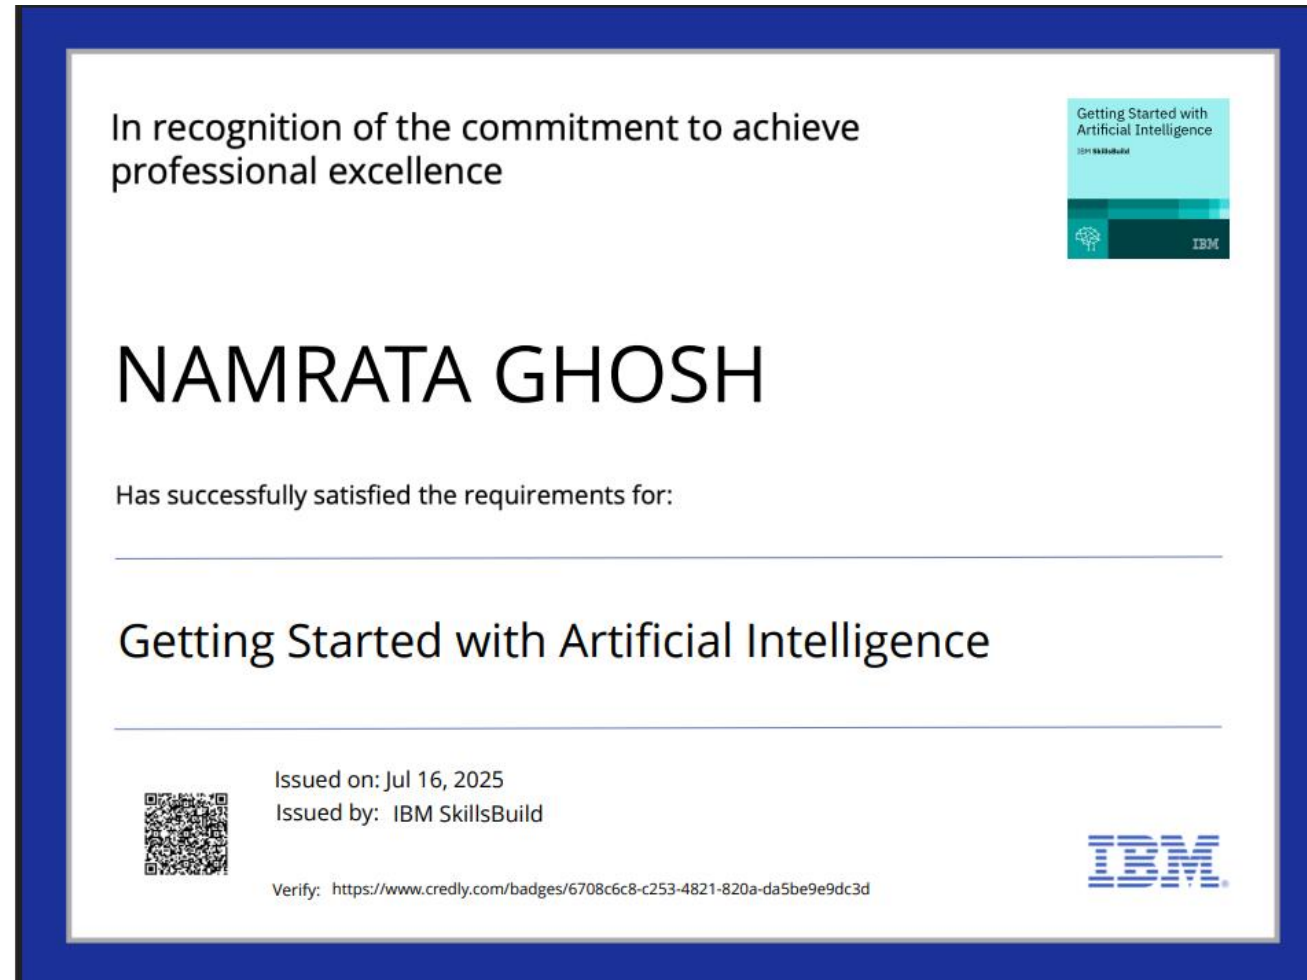 In recognition of the commitment to achieve
professional excellence
Getting Started with
Artificial Intelligence
IBM SkillsBuild
IBM
NAMRATA GHOSH
Has successfully satisfied the requirements for:
Getting Started with Artificial Intelligence
Issued on: Jul 16, 2025
Issued by: IBM SkillsBuild
IBM®
Verify: https://www.credly.com/badges/6708c6c8-c253-4821-820a-da5be9e9dc3d